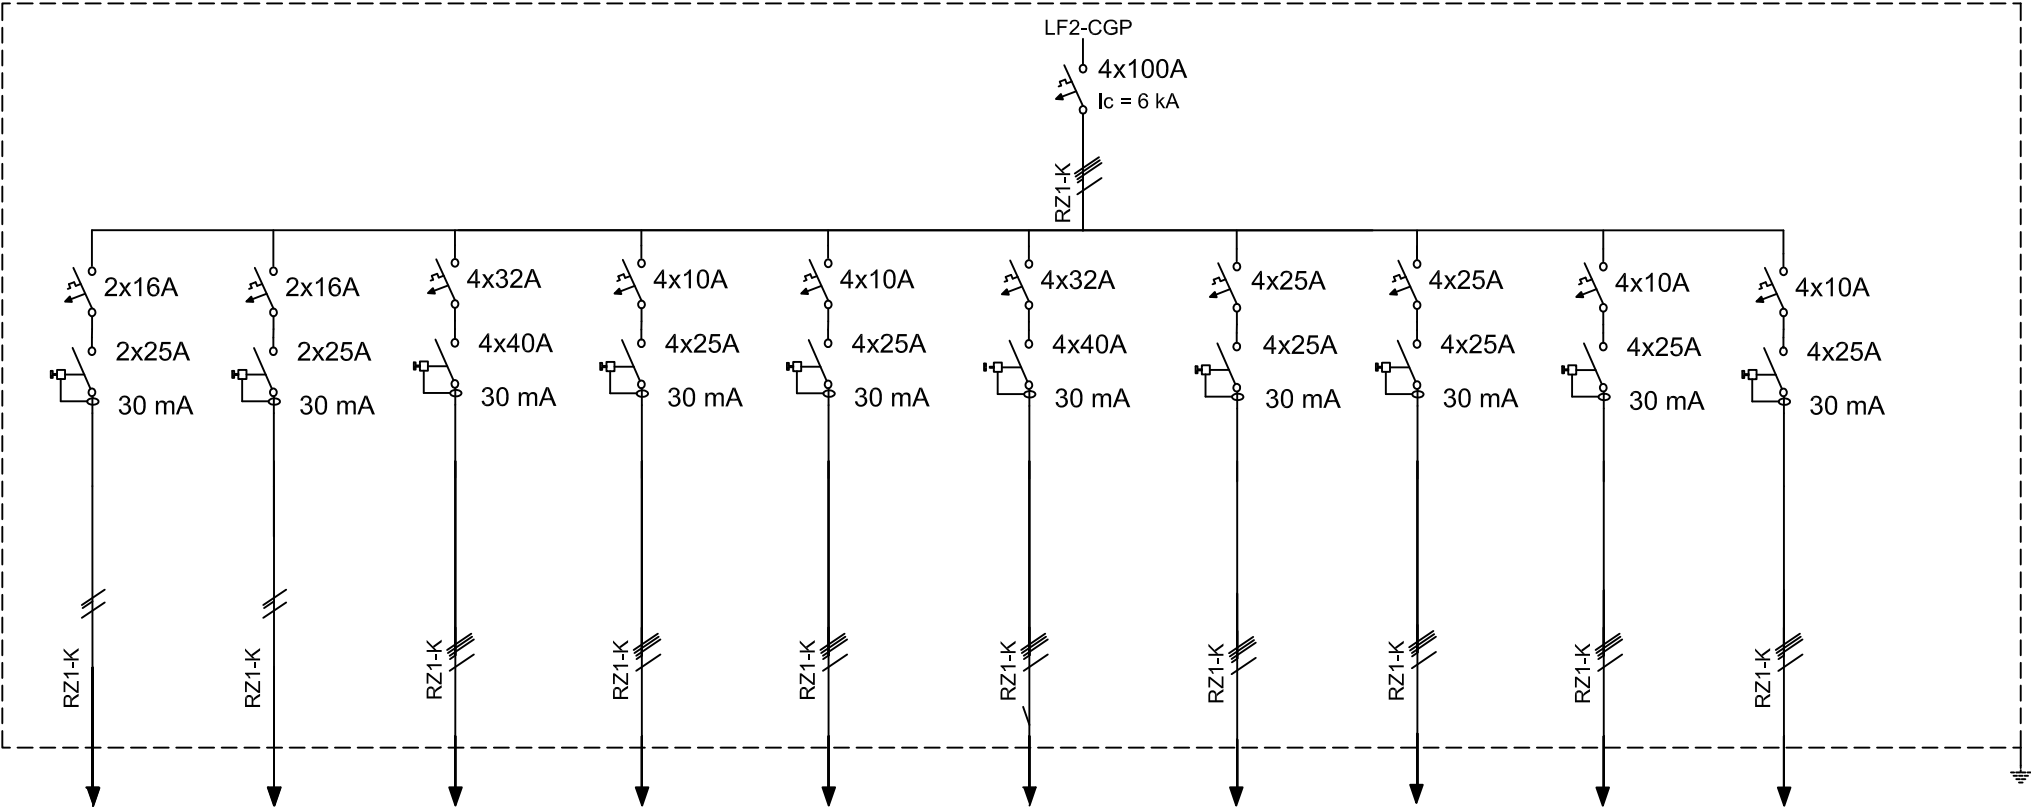 LF2-CGP
4x100A
Ic = 6 kA
RZ1-K
2x16A
2x16A
4x32A
4x10A
4x10A
4x32A
4x25A
4x25A
4x10A
4x10A
2x25A
2x25A
4x40A
4x25A
4x25A
4x40A
4x25A
4x25A
4x25A
4x25A
30 mA
30 mA
30 mA
30 mA
30 mA
30 mA
30 mA
30 mA
30 mA
30 mA
RZ1-K
RZ1-K
RZ1-K
RZ1-K
RZ1-K
RZ1-K
RZ1-K
RZ1-K
RZ1-K
RZ1-K